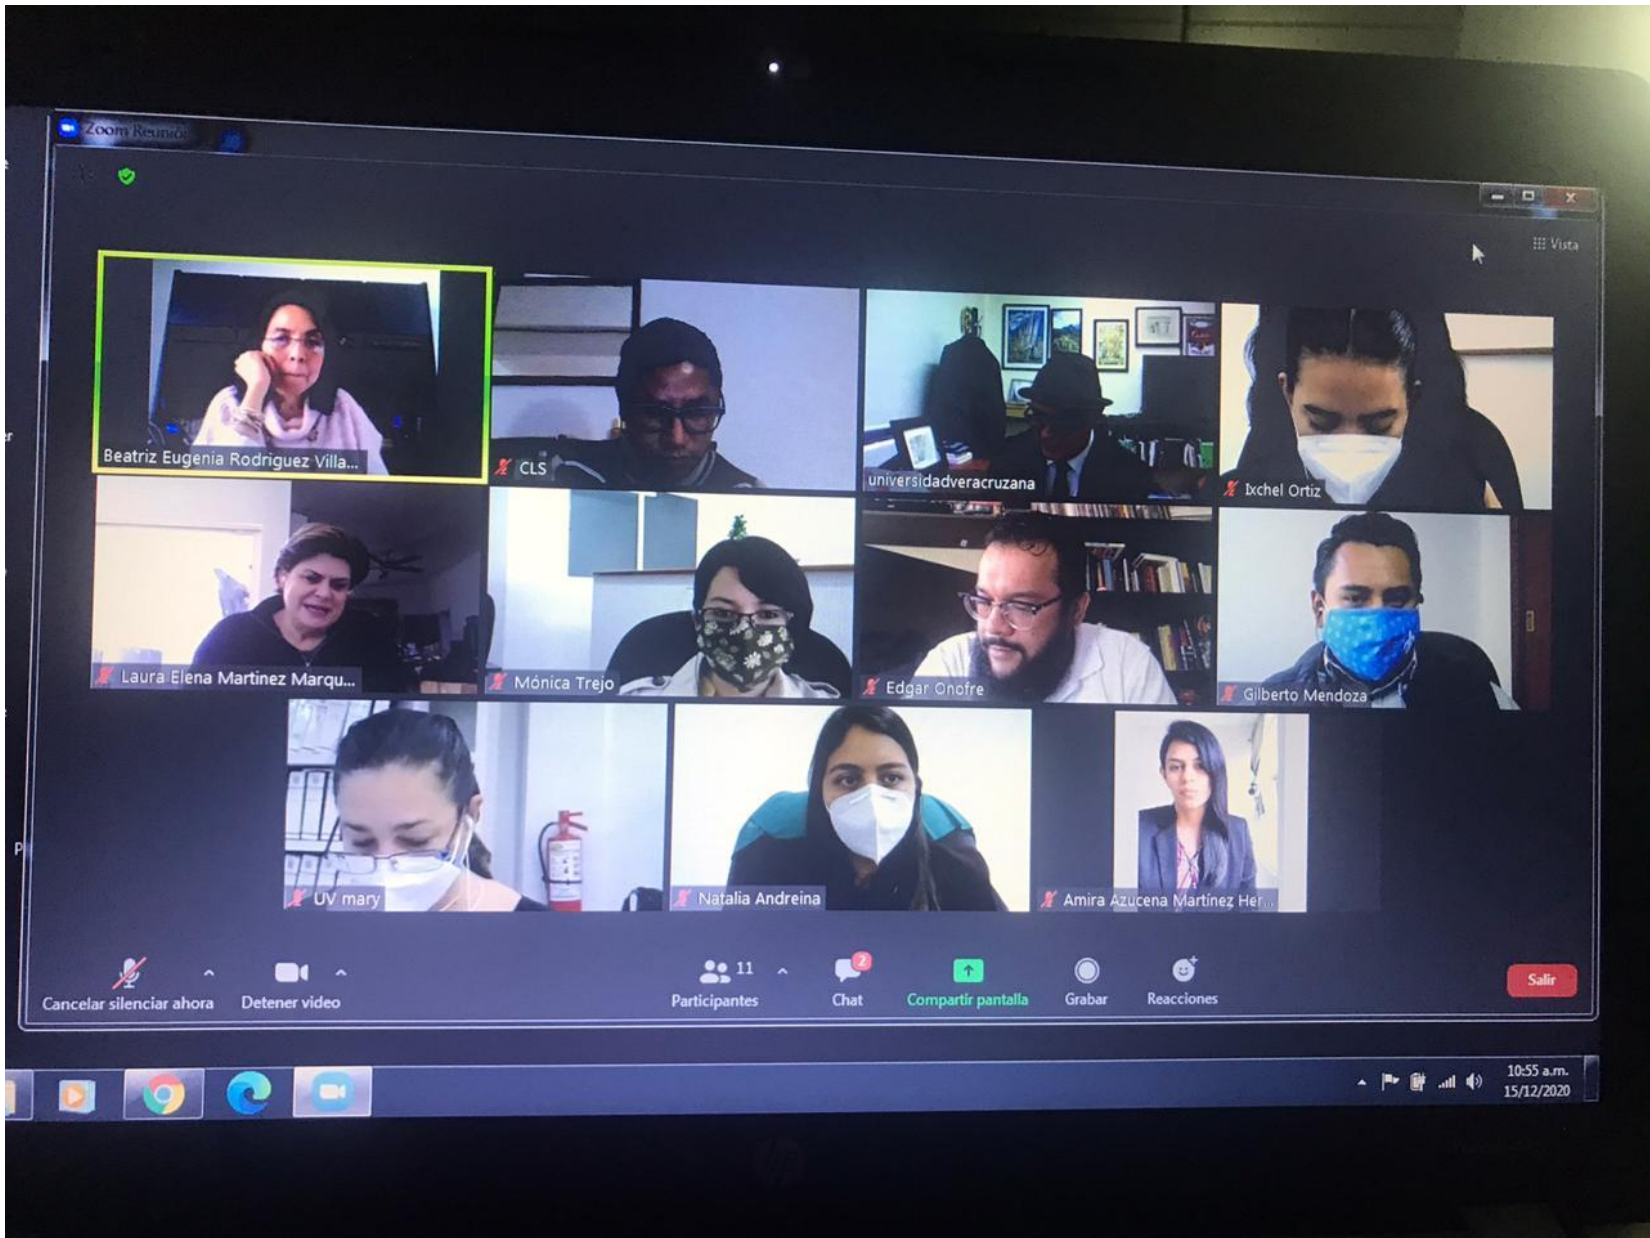 Zoom Reunión
Vista
Beatriz Eugenia Rodriguez Villa...
CLS
universidadveracruzana
Ixchel Ortiz
Laura Elena Martinez Marqu...
Mónica Trejo
Edgar Onofre
Gilberto Mendoza
UV mary
Natalia Andreina
Amira Azucena Martínez Her...
Cancelar silenciar ahora
Detener video
11
Participantes
2
Chat
Compartir pantalla
Grabar
Reacciones
Salir
10:55 a.m.
15/12/2020